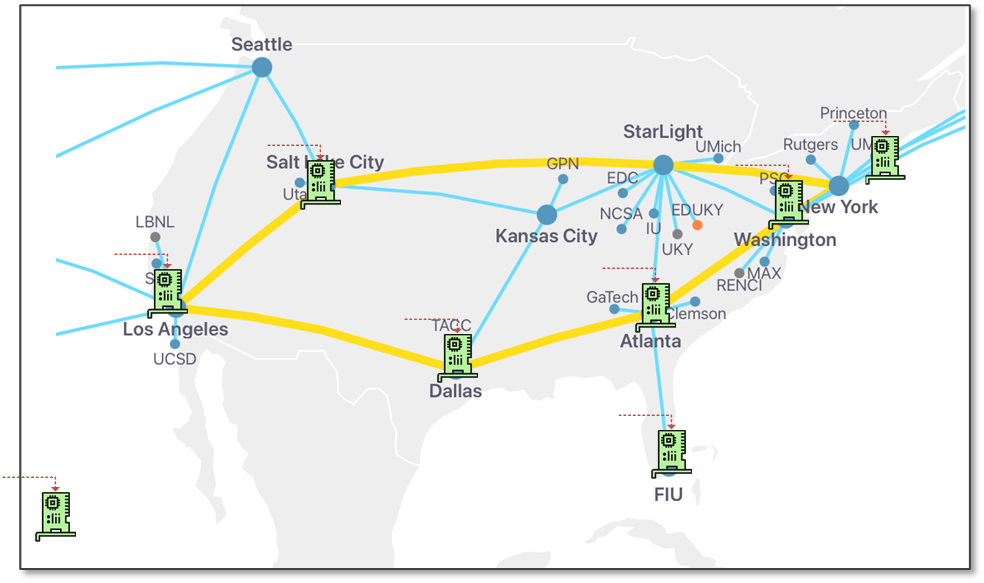 Seattle
Princeton
StarLight
UMich
Rutgers
UM
Salt Lake City
GPN
EDC
PSC
Uta
NCSA
IU
EDUKY
New York
LBNL
Kansas City
UKY
Washington
S
MAX
RENCI
GaTech
Clemson
Los Angeles
TACC
Atlanta
UCSD
Dallas
FIU